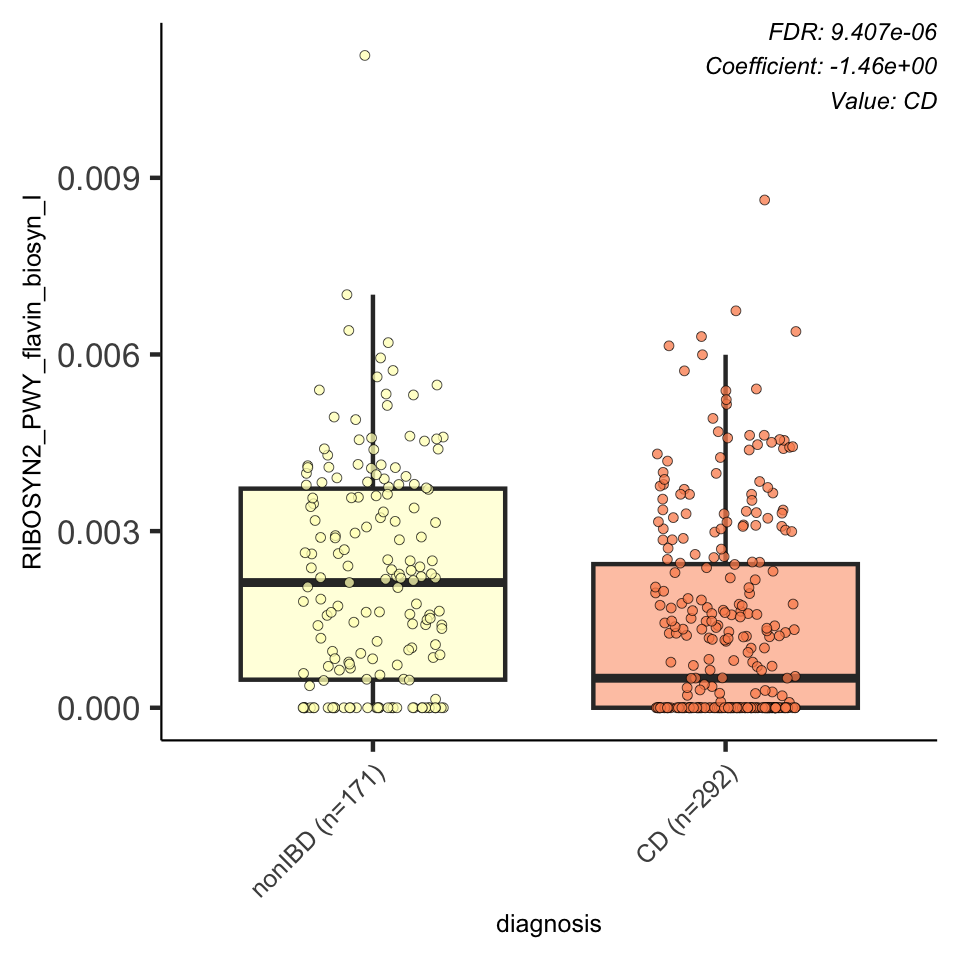 FDR: 9.407e-06
Coefficient: -1.46e+00
Value: CD
RIBOSYN2_PWY_flavin_biosyn_I
0.009
0.006
0.003
0.000
nonIBD (n=171)
CD (n=292)
diagnosis